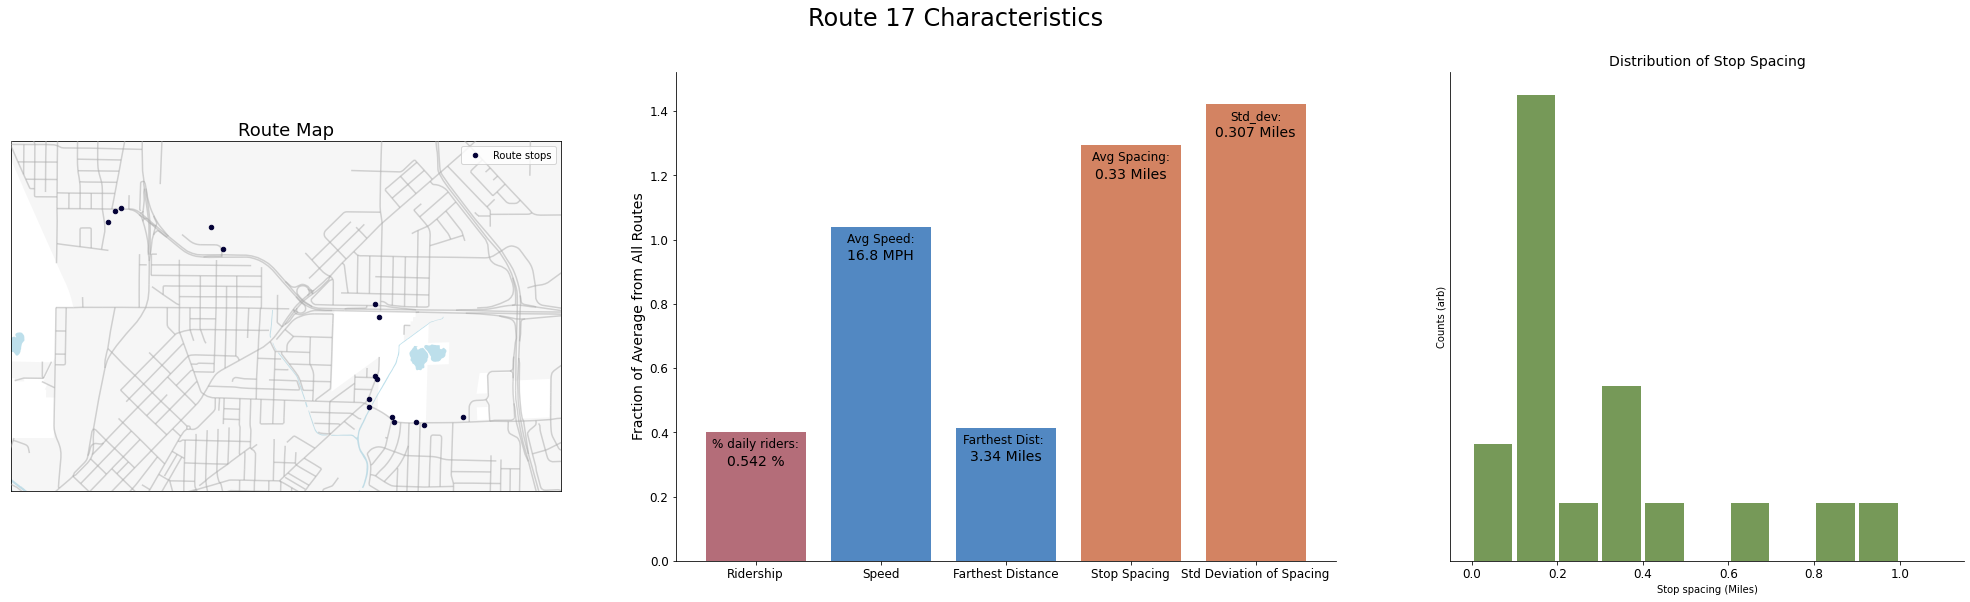 Route 17 Characteristics
Route Map
Route stops
Fraction of Average from All Routes
1.4
1.2
1.0
0.8
0.6
0.4
0.2
0.0
% daily riders:
0.542 %
Avg Speed:
16.8 MPH
Farthest Dist:
3.34 Miles
Avg Spacing:
0.33 Miles
Std_dev:
0.307 Miles
Ridership
Speed
Farthest Distance
Stop Spacing
Std Deviation of Spacing
Distribution of Stop Spacing
Counts (arb)
0.0 0.2 0.4 0.6 0.8 1.0
Stop spacing (Miles)